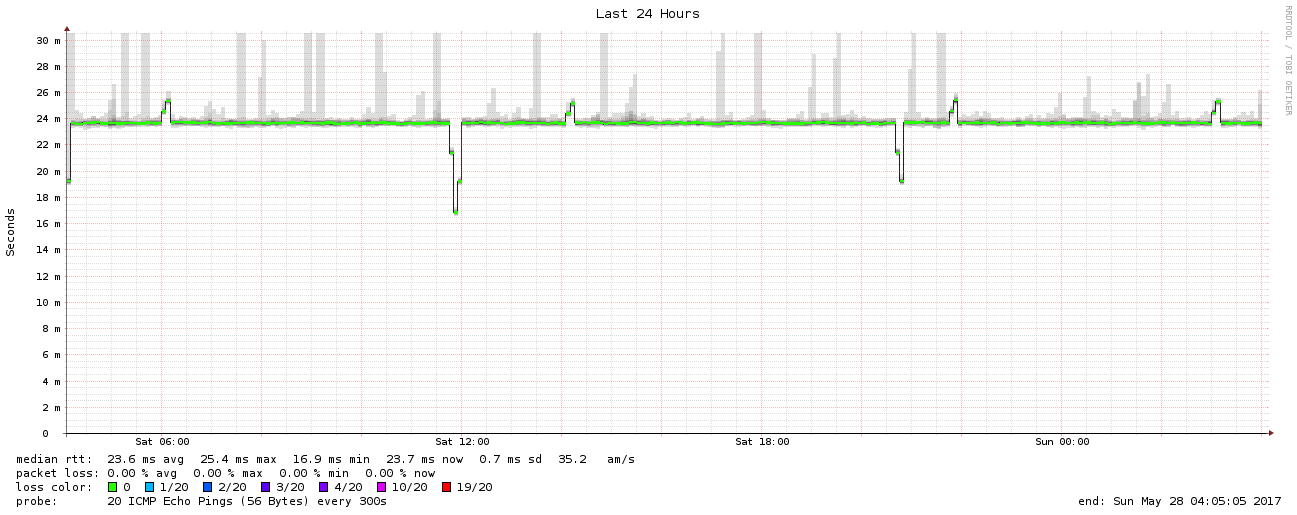 Last 24 Hours
RRDTOOL / TOBI OETIKER
Seconds
30 m
28 m
26 m
24 m
22 m
20 m
18 m
16 m
14 m
12 m
10 m
8 m
6 m
4 m
2 m
0
Sat 06:00 Sat 12:00 Sat 18:00 Sun 00:00
median rtt: 23.6 ms avg 25.4 ms max 16.9 ms min 23.7 ms now 0.7 ms sd 35.2 am/s
packet loss: 0.00 % avg 0.00 % max 0.00 % min 0.00 % now
loss color: 0 1/20 2/20 3/20 4/20 10/20 19/20
probe: 20 ICMP Echo Pings (56 Bytes) every 300s end: Sun May 28 04:05:05 2017